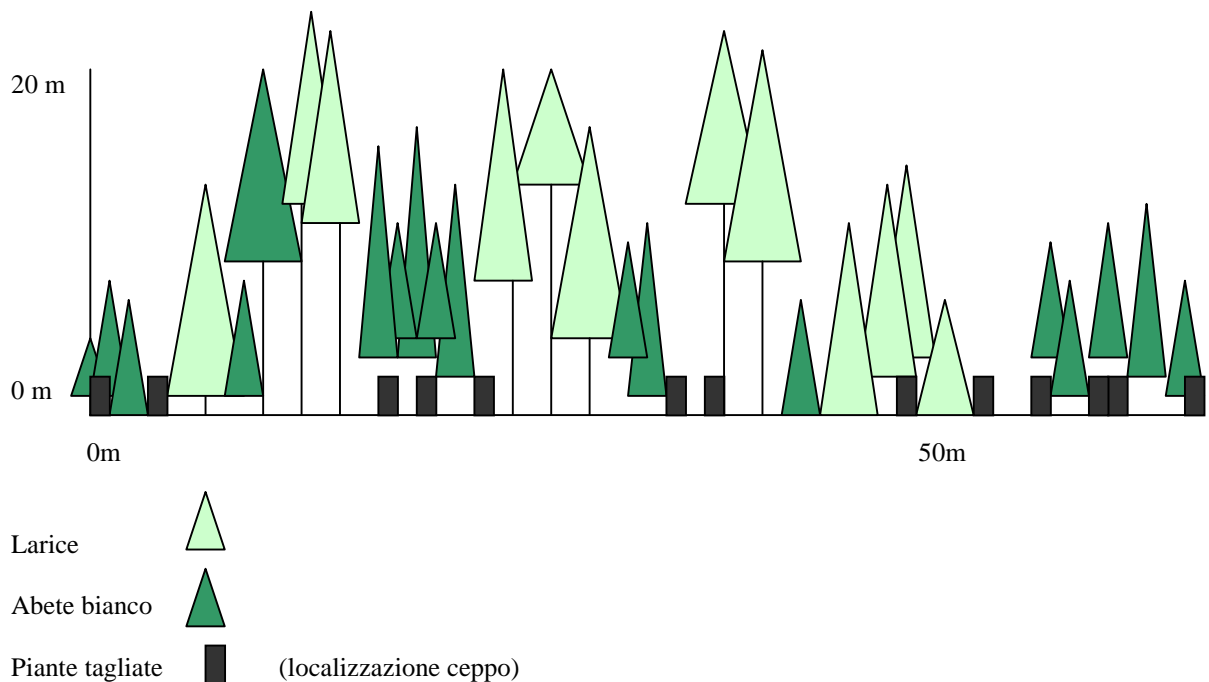 20 m
0 m
0m 50m
Larice
Abete bianco
Piante tagliate (localizzazione ceppo)